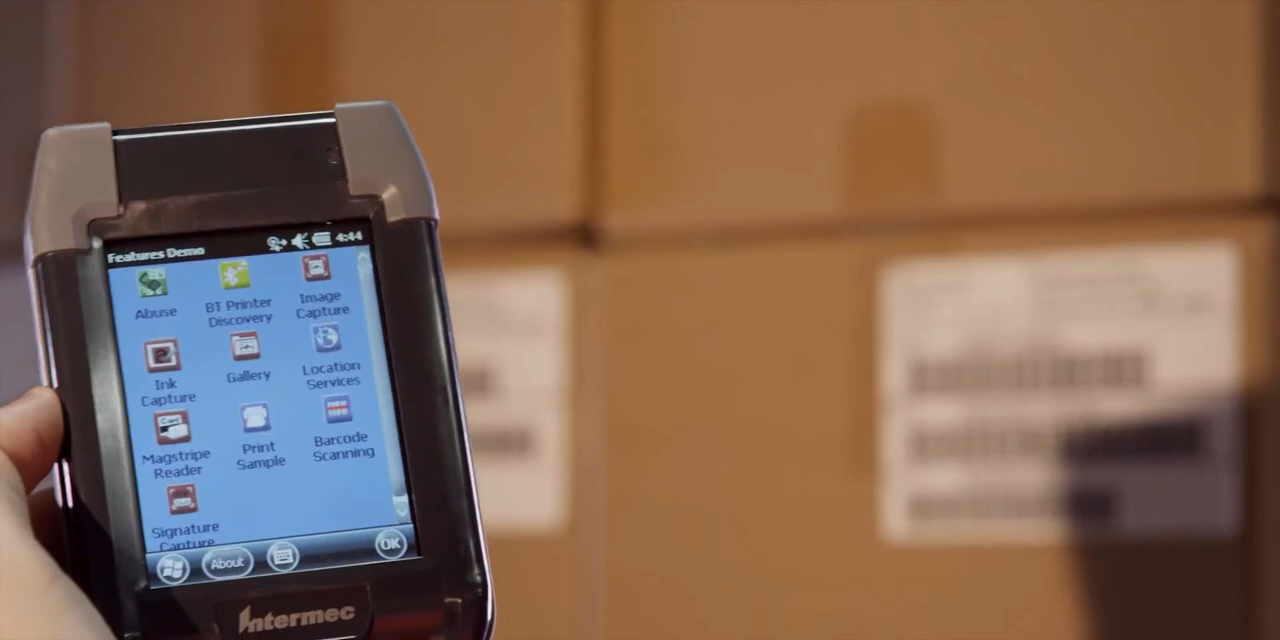 Features Demo 4:44
Abuse
BT Printer
Discovery
Image
Capture
Ink
Capture
Gallery
Location
Services
Magstripe
Reader
Print
Sample
Barcode
Scanning
Signature
Capture
About
OK
Intermec